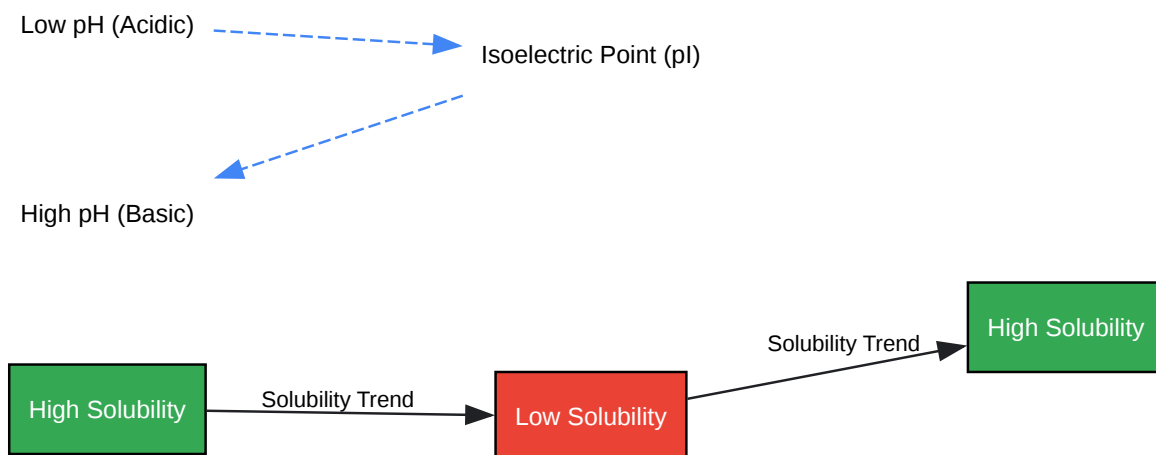 Low pH (Acidic)
Isoelectric Point (pI)
High pH (Basic)
High Solubility
Solubility Trend
Low Solubility
Solubility Trend
High Solubility